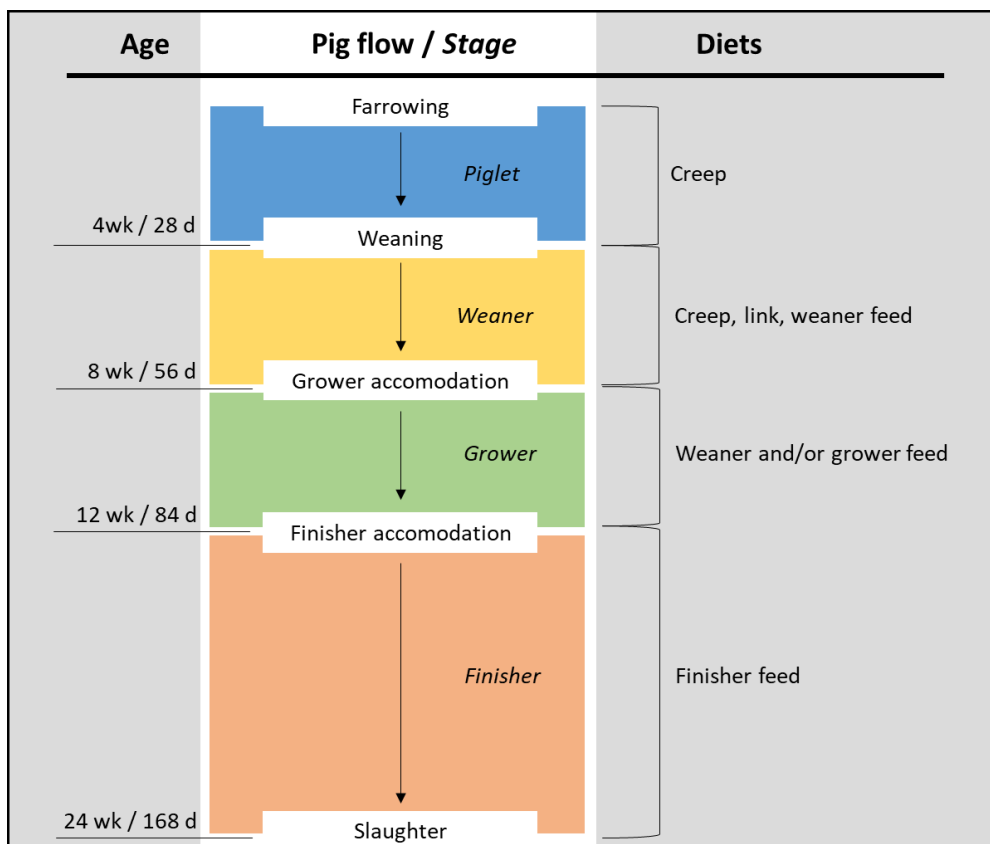 Age Pig flow / Stage Diets
Farrowing
Piglet Creep
4wk / 28 d
Weaning
Weaner Creep, link, weaner feed
8 wk / 56 d
Grower accomodation
Grower Weaner and/or grower feed
12 wk / 84 d
Finisher accomodation
Finisher Finisher feed
24 wk / 168 d
Slaughter